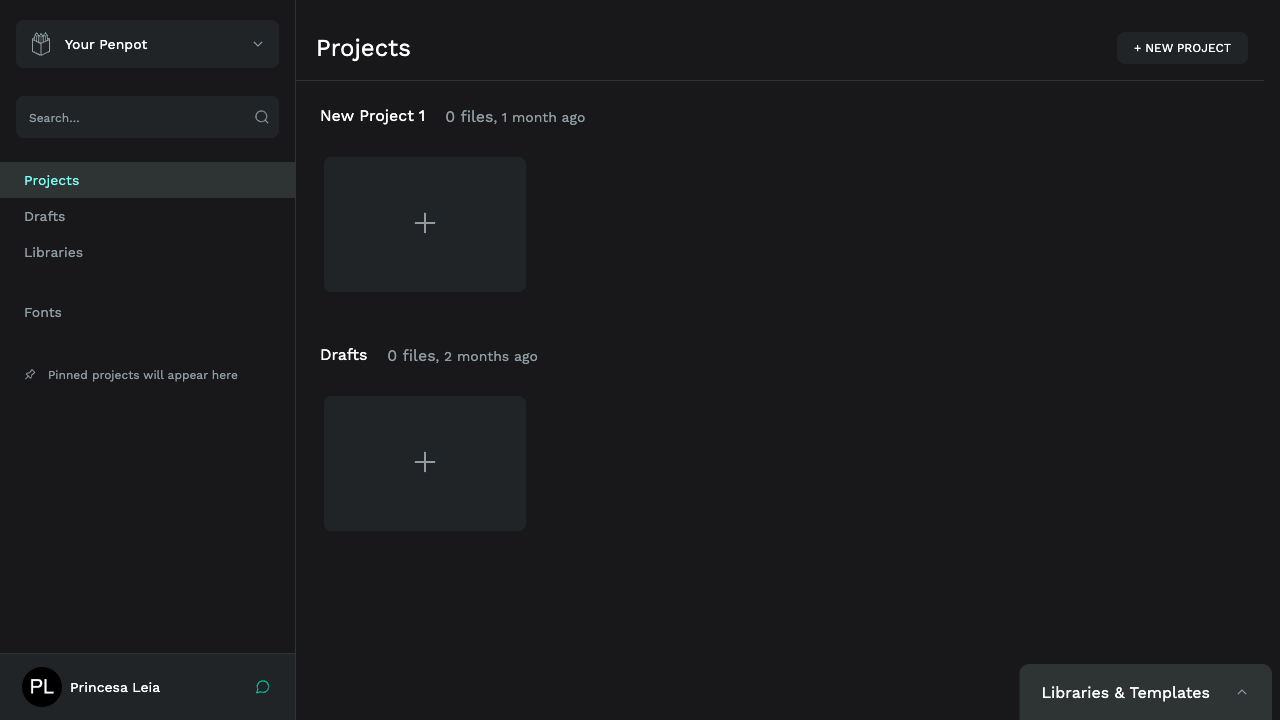 Your Penpot
Search...
Projects
Drafts
Libraries
Fonts
Pinned projects will appear here
PL
Princesa Leia
Projects
+ NEW PROJECT
New Project 1 0 files, 1 month ago
Drafts 0 files, 2 months ago
Libraries & Templates